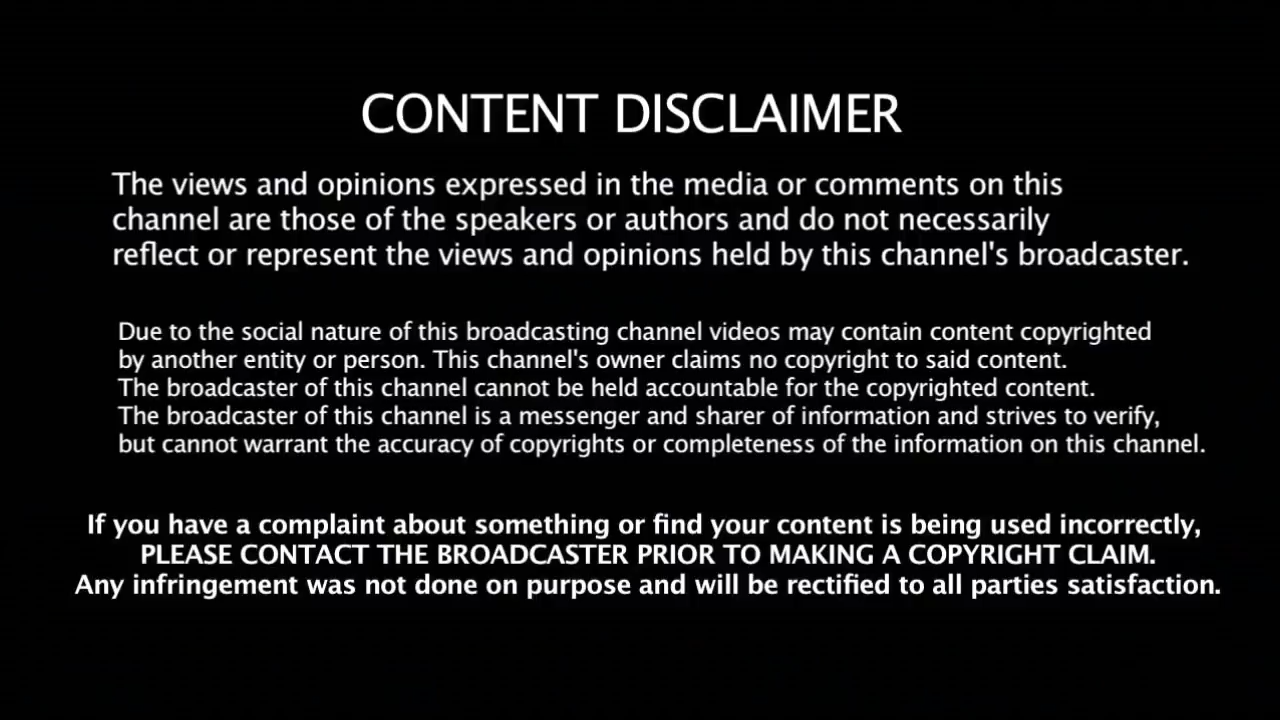 CONTENT DISCLAIMER
The views and opinions expressed in the media or comments on this
channel are those of the speakers or authors and do not necessarily
reflect or represent the views and opinions held by this channel's broadcaster.
Due to the social nature of this broadcasting channel videos may contain content copyrighted
by another entity or person. This channel's owner claims no copyright to said content.
The broadcaster of this channel cannot be held accountable for the copyrighted content.
The broadcaster of this channel is a messenger and sharer of information and strives to verify,
but cannot warrant the accuracy of copyrights or completeness of the information on this channel.
If you have a complaint about something or find your content is being used incorrectly,
PLEASE CONTACT THE BROADCASTER PRIOR TO MAKING A COPYRIGHT CLAIM.
Any infringement was not done on purpose and will be rectified to all parties satisfaction.